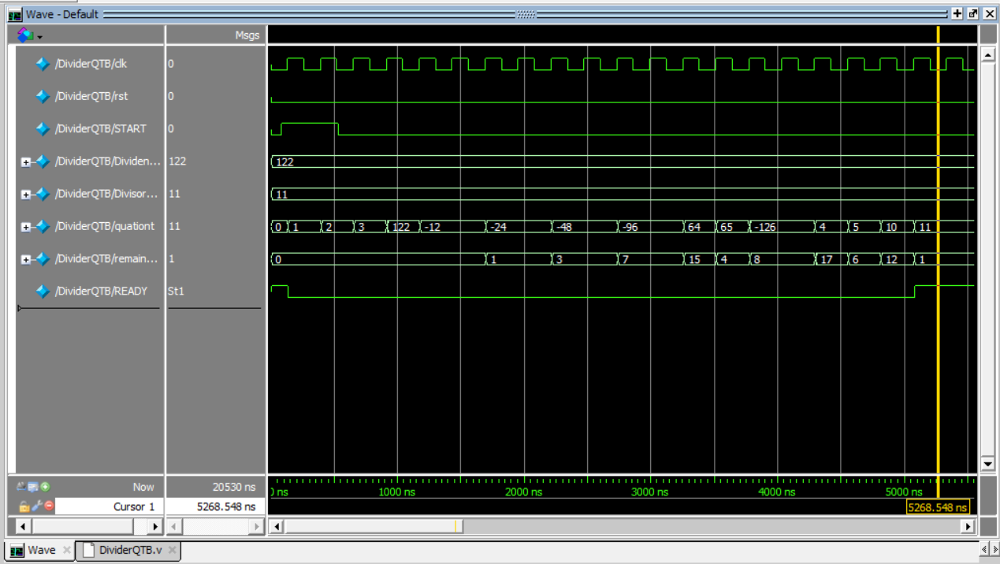 Wave - Default
Msgs
/DividerQTB/clk 0
/DividerQTB/rst 0
/DividerQTB/START 0
/DividerQTB/Dividen... 122 122
/DividerQTB/Divisor... 11 11
/DividerQTB/quationt 11 0 1 2 3 122 -12 -24 -48 -96 64 65 -126 4 5 10 11
/DividerQTB/remain... 1 0 1 3 7 15 4 8 17 6 12 1
/DividerQTB/READY St1
Now 20530 ns ns 1000 ns 2000 ns 3000 ns 4000 ns 5000 ns
Cursor 1 5268.548 ns 5268.548 ns
Wave DividerQTB.v